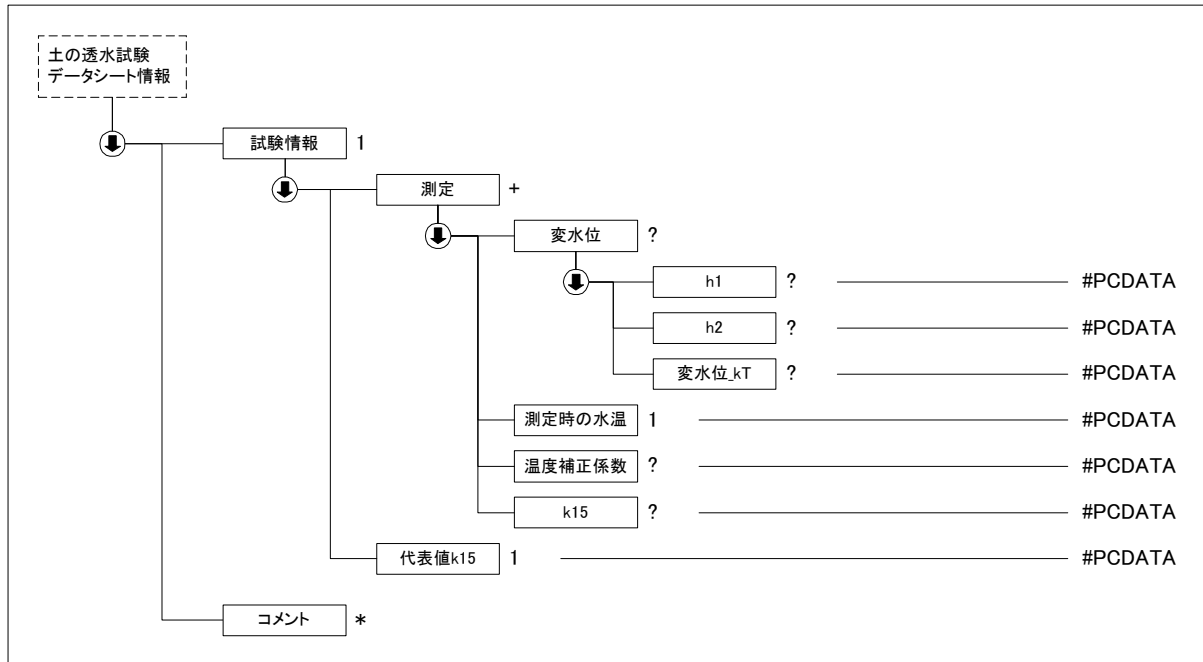 土の透水試験
データシート情報
試験情報 1
測定 +
変水位 ?
h1 ? #PCDATA
h2 ? #PCDATA
変水位_kT ? #PCDATA
測定時の水温 1 #PCDATA
温度補正係数 ? #PCDATA
k15 ? #PCDATA
代表値k15 1 #PCDATA
コメント *